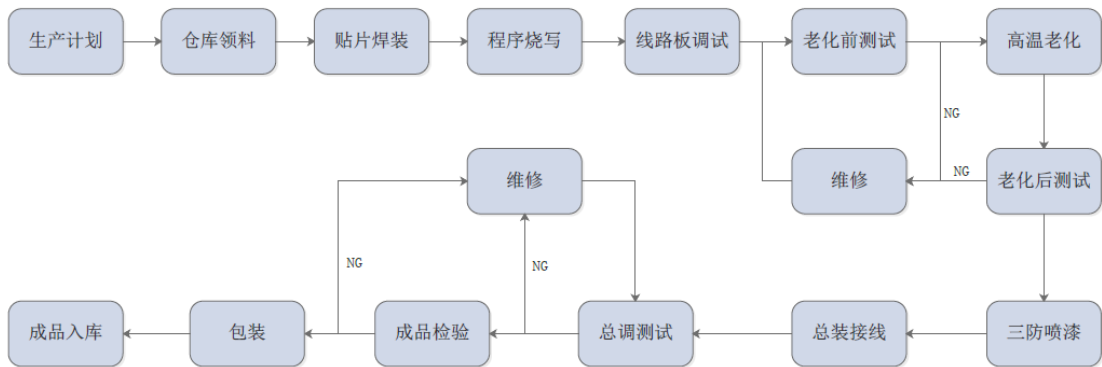 生产计划
仓库领料
贴片焊装
程序烧写
线路板调试
老化前测试
高温老化
NG
维修
维修
NG
老化后测试
NG
NG
成品入库
包装
成品检验
总调测试
总装接线
三防喷漆